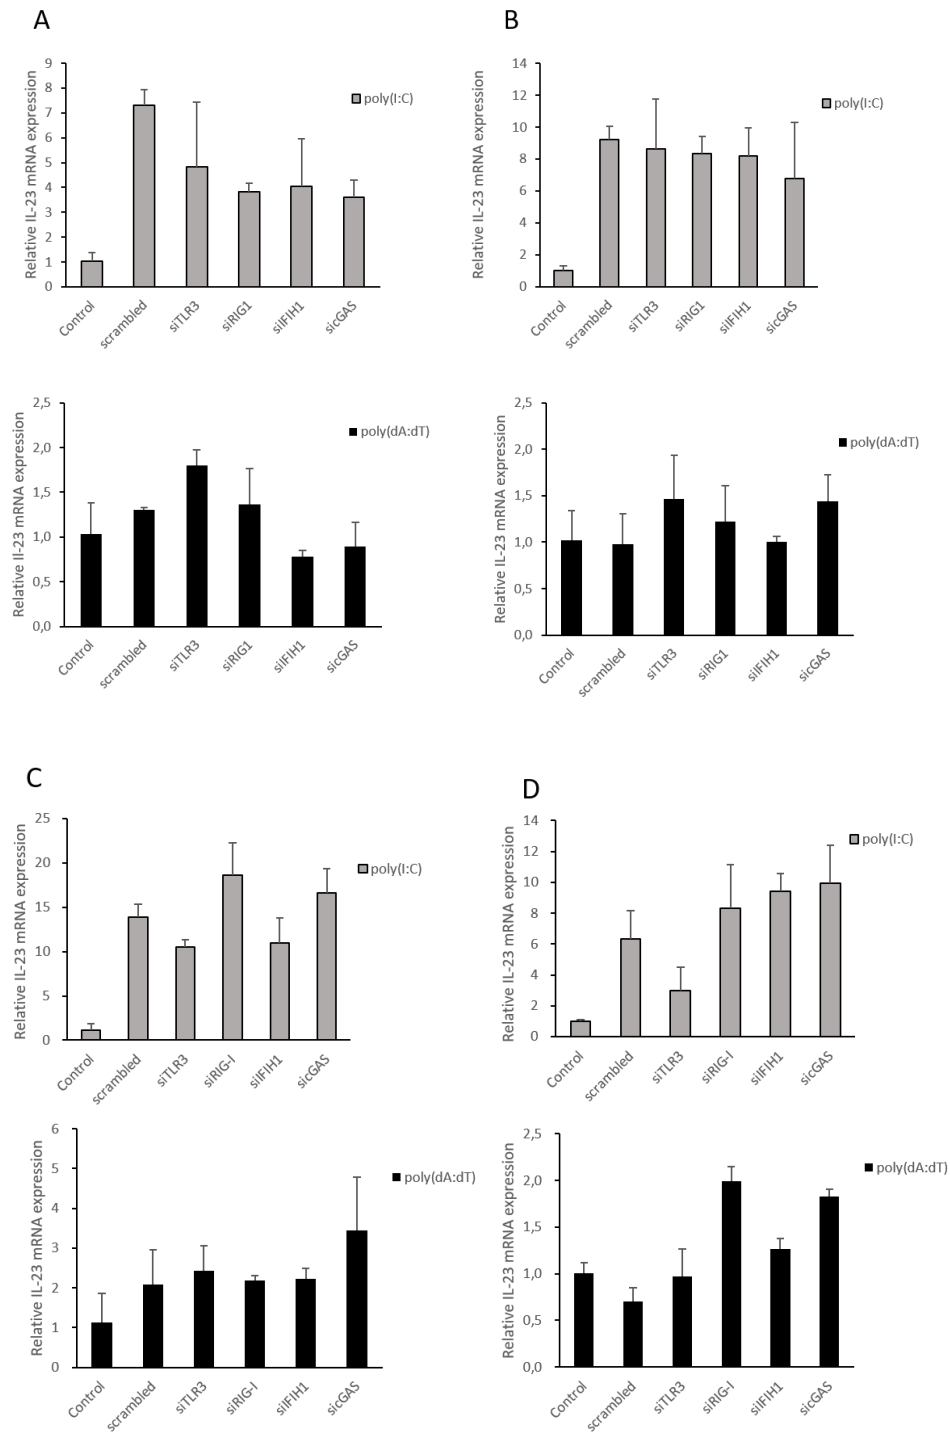 A
Relative IL-23 mRNA expression
9
8
7
6
5
4
3
2
1
0
poly(I:C)
Control
scrambled
siTLR3
siRIG1
siIFIH1
sicGAS
B
Relative IL-23 mRNA expression
14
12
10
8
6
4
2
0
poly(I:C)
Control
scrambled
siTLR3
siRIG1
siIFIH1
sicGAS
Relative Il-23 mRNA expression
2,5
2,0
1,5
1,0
0,5
0,0
poly(dA:dT)
Control
scrambled
siTLR3
siRIG1
siIFIH1
sicGAS
Relative IL-23 mRNA expression
2,5
2,0
1,5
1,0
0,5
0,0
poly(dA:dT)
Control
scrambled
siTLR3
siRIG1
siIFIH1
sicGAS
C
Relative IL-23 mRNA expression
25
20
15
10
5
0
poly(I:C)
Control
scrambled
siTLR3
siRIG-I
siIFIH1
sicGAS
D
Relative IL-23 mRNA expression
14
12
10
8
6
4
2
0
poly(I:C)
Control
scrambled
siTLR3
siRIG-I
siIFIH1
sicGAS
Relative IL-23 mRNA expression
6
5
4
3
2
1
0
poly(dA:dT)
Control
scrambled
siTLR3
siRIG-I
siIFIH1
sicGAS
Relative IL-23 mRNA expression
2,5
2,0
1,5
1,0
0,5
0,0
poly(dA:dT)
Control
scrambled
siTLR3
siRIG-I
siIFIH1
sicGAS